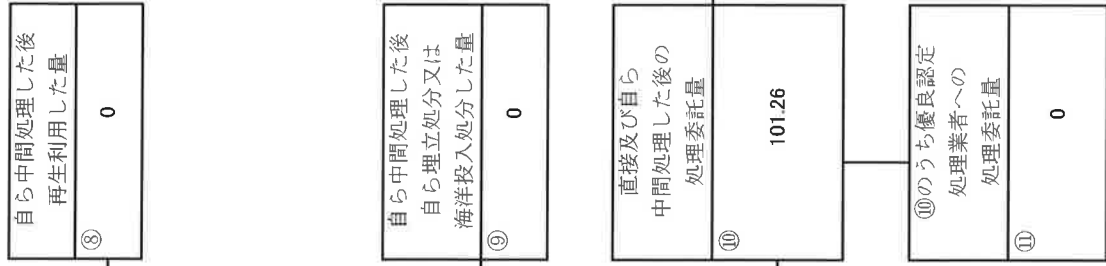 自ら中間処理した後
再生利用した量
⑧
0
自ら中間処理した後
自ら埋立処分又は
海洋投入処分した量
⑨
0
直接及び自ら
中間処理した後の
処理委託量
⑩
101.26
⑩のうち優良認定
処理業者への
処理委託量
⑪
0